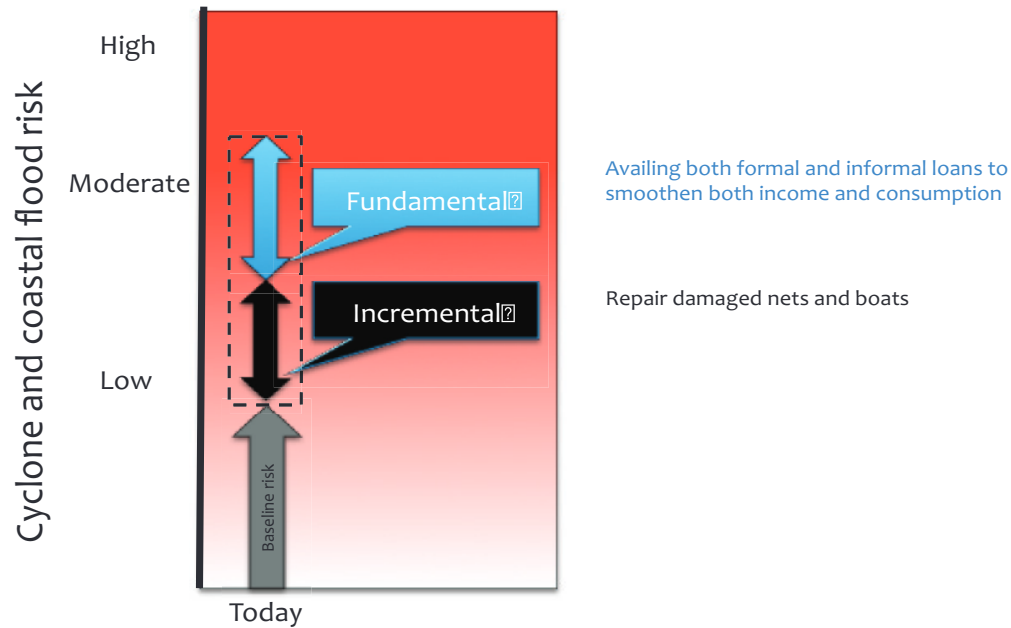 Cyclone and coastal flood risk
High
Moderate
Low
Fundamental
Incremental
Baseline risk
Today
Availing both formal and informal loans to
smoothen both income and consumption
Repair damaged nets and boats